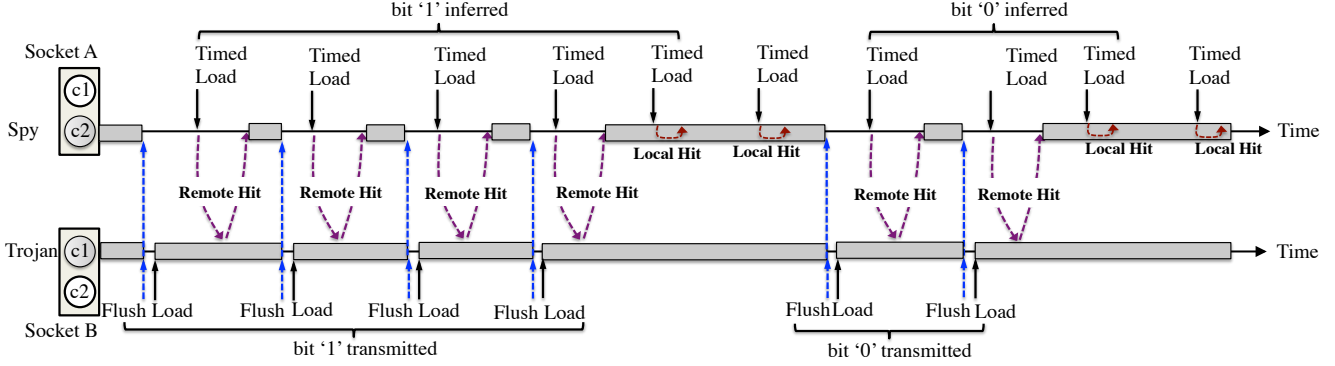 bit ‘1’ inferred
bit ‘0’ inferred
Socket A
Timed Load
Timed Load
Timed Load
Timed Load
Timed Load
Timed Load
Timed Load
Timed Load
Timed Load
Timed Load
c1
Spy
c2
Time
Local Hit
Local Hit
Local Hit
Local Hit
Remote Hit
Remote Hit
Remote Hit
Remote Hit
Remote Hit
Remote Hit
Trojan
c1
Time
c2
Flush Load
Flush Load
Flush Load
Flush Load
Flush Load
Flush Load
Socket B
bit ‘1’ transmitted
bit ‘0’ transmitted